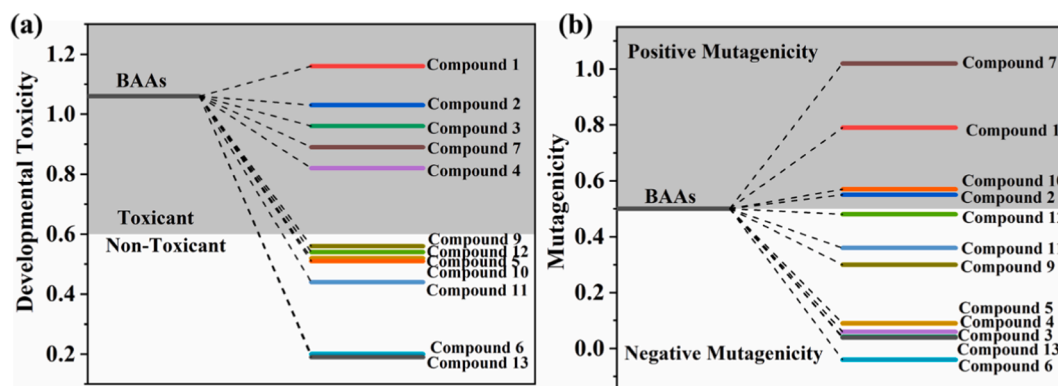 (a)
Developmental Toxicity
1.2
1.0
0.8
0.6
0.4
0.2
BAAs
Toxicant
Non-Toxicant
Compound 1
Compound 2
Compound 3
Compound 7
Compound 4
Compound 9
Compound 12
Compound 5
Compound 10
Compound 11
Compound 6
Compound 13
(b)
Mutagenicity
1.0
0.8
0.6
0.4
0.2
0.0
Positive Mutagenicity
BAAs
Negative Mutagenicity
Compound 7
Compound 1
Compound 10
Compound 2
Compound
Compound
Compound 9
Compound 5
Compound 4
Compound 3
Compound 13
Compound 6